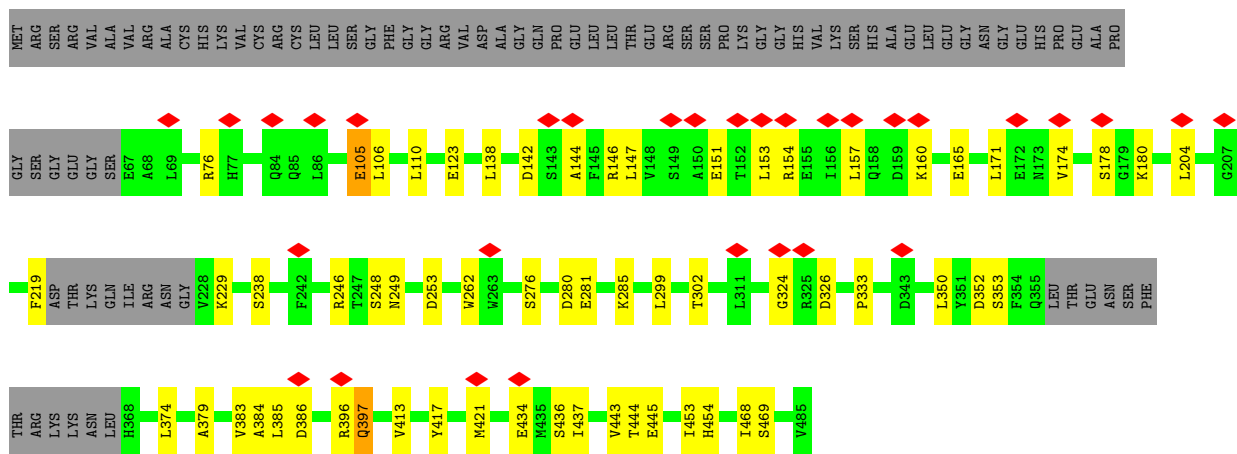 MET ARG SER ARG VAL ALA VAL ARG ALA CYS HIS LYS VAL CYS ARG CYS LEU LEU SER GLY PHE GLY GLY ARG VAL ASP ALA GLY GLN PRO GLU LEU LEU THR GLU ARG SER SER PRO LYS GLY GLY HIS VAL LYS SER HIS ALA GLU LEU GLU GLY ASN GLY GLU HIS PRO GLU ALA PRO
GLY SER GLY GLU GLY SER E67 A68 L69 R76 H77 Q84 Q85 L86 E105 L106 L110 E123 L138 D142 S143 A144 F145 R146 L147 V148 S149 A150 E151 T152 L153 R154 E155 I156 L157 Q158 D159 K160 E165 L171 E172 N173 V174 S178 G179 K180 L204 G207
F219 ASP THR LYS GLN ILE ARG ASN GLY V228 K229 S238 F242 R246 T247 S248 N249 D253 W262 W263 S276 D280 E281 K285 L299 T302 L311 G324 R325 D326 P333 D343 L350 Y351 D352 S353 F354 Q355 LEU THR GLU ASN SER PHE
THR ARG LYS LYS ASN LEU H368 L374 A379 V383 A384 L385 D386 R396 Q397 V413 Y417 M421 E434 M435 S436 I437 V443 T444 E445 I453 H454 I468 S469 V485